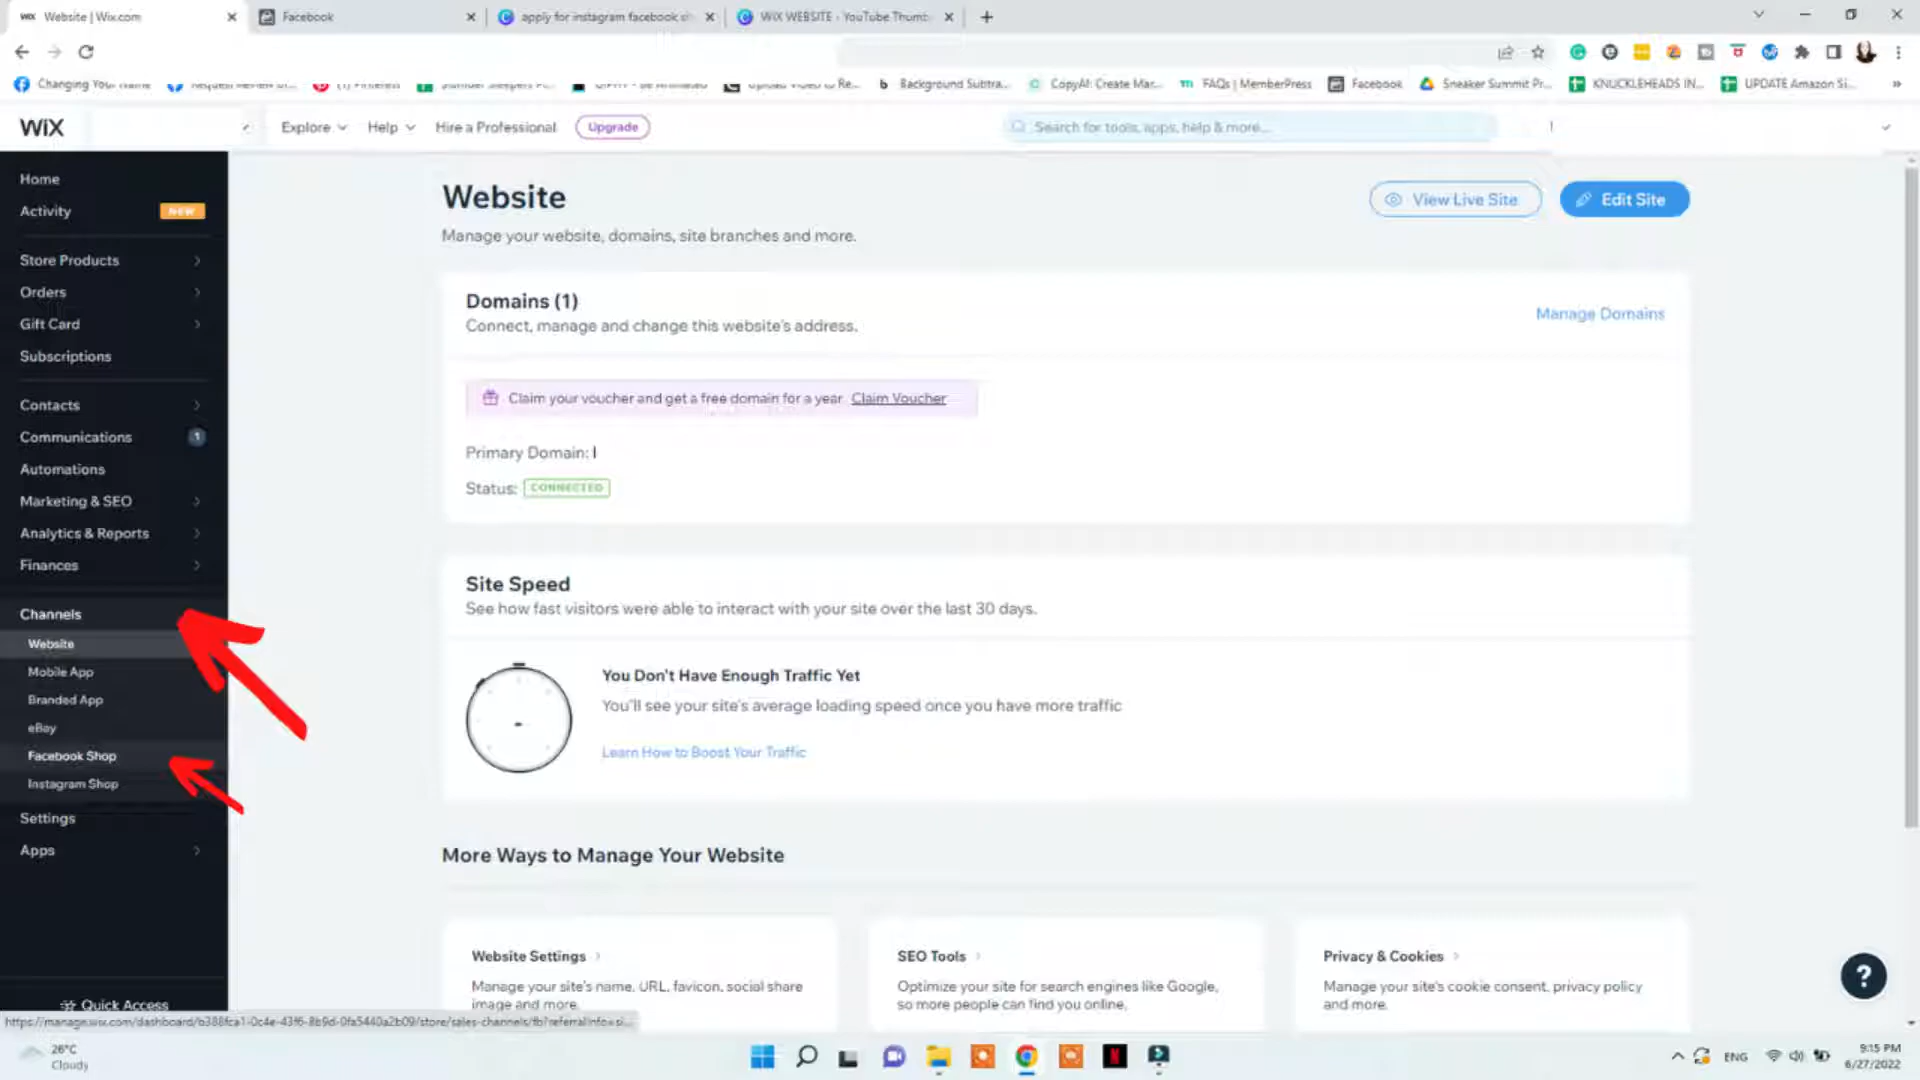 WiX Website | Wix.com
Facebook
apply for instagram facebook sh
WIX WEBSITE - YouTube Thumb
Changing Your Name
Background Subtra...
CopyAI: Create Mar...
FAQs | MemberPress
Facebook
Sneaker Summit Pr...
KNUCKLEHEADS IN...
UPDATE Amazon Si...
WiX
Explore
Help
Hire a Professional
Upgrade
Search for tools, apps, help & more...
Home
Activity
NEW
Store Products
Orders
Gift Card
Subscriptions
Contacts
Communications
1
Automations
Marketing & SEO
Analytics & Reports
Finances
Channels
Website
Mobile App
Branded App
eBay
Facebook Shop
Instagram Shop
Settings
Apps
Quick Access
Website
Manage your website, domains, site branches and more.
View Live Site
Edit Site
Domains (1)
Connect, manage and change this website's address.
Manage Domains
Claim your voucher and get a free domain for a year Claim Voucher
Primary Domain:
Status: CONNECTED
Site Speed
See how fast visitors were able to interact with your site over the last 30 days.
You Don't Have Enough Traffic Yet
You'll see your site's average loading speed once you have more traffic
Learn How to Boost Your Traffic
More Ways to Manage Your Website
Website Settings
Manage your site's name, URL, favicon, social share
image and more.
SEO Tools
Optimize your site for search engines like Google,
so more people can find you online.
Privacy & Cookies
Manage your site's cookie consent, privacy policy
and more.
?
26°C
Cloudy
ENG
9:15 PM
6/27/2022